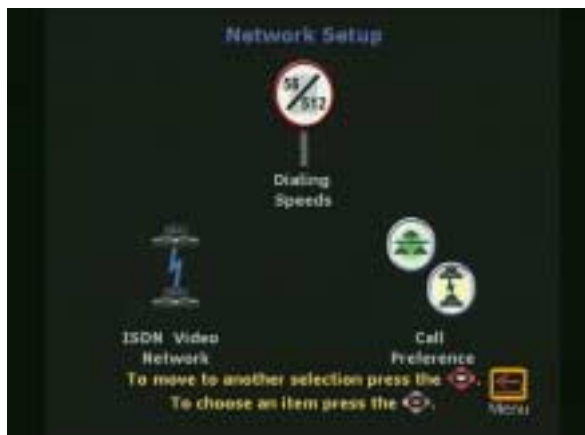 Network Setup
56
512
Dialing
Speeds
ISDN Video
Network
Call
Preference
To move to another selection press the
To choose an item press the
Menu